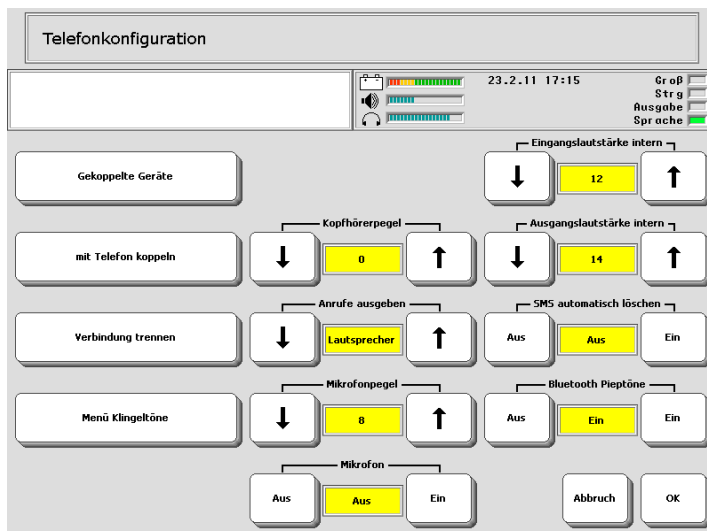 Telefonkonfiguration
23.2.11 17:15
Groß
Strg
Ausgabe
Sprache
Eingangslautstärke intern
Gekoppelte Geräte
12
Kopfhörerpegel
Ausgangslautstärke intern
mit Telefon koppeln
0
14
Anrufe ausgeben
SMS automatisch löschen
Verbindung trennen
Lautsprecher
Aus
Aus
Ein
Mikrofonpegel
Bluetooth Pieptöne
Menü Klingeltöne
8
Aus
Ein
Ein
Mikrofon
Aus
Aus
Ein
Abbruch
OK